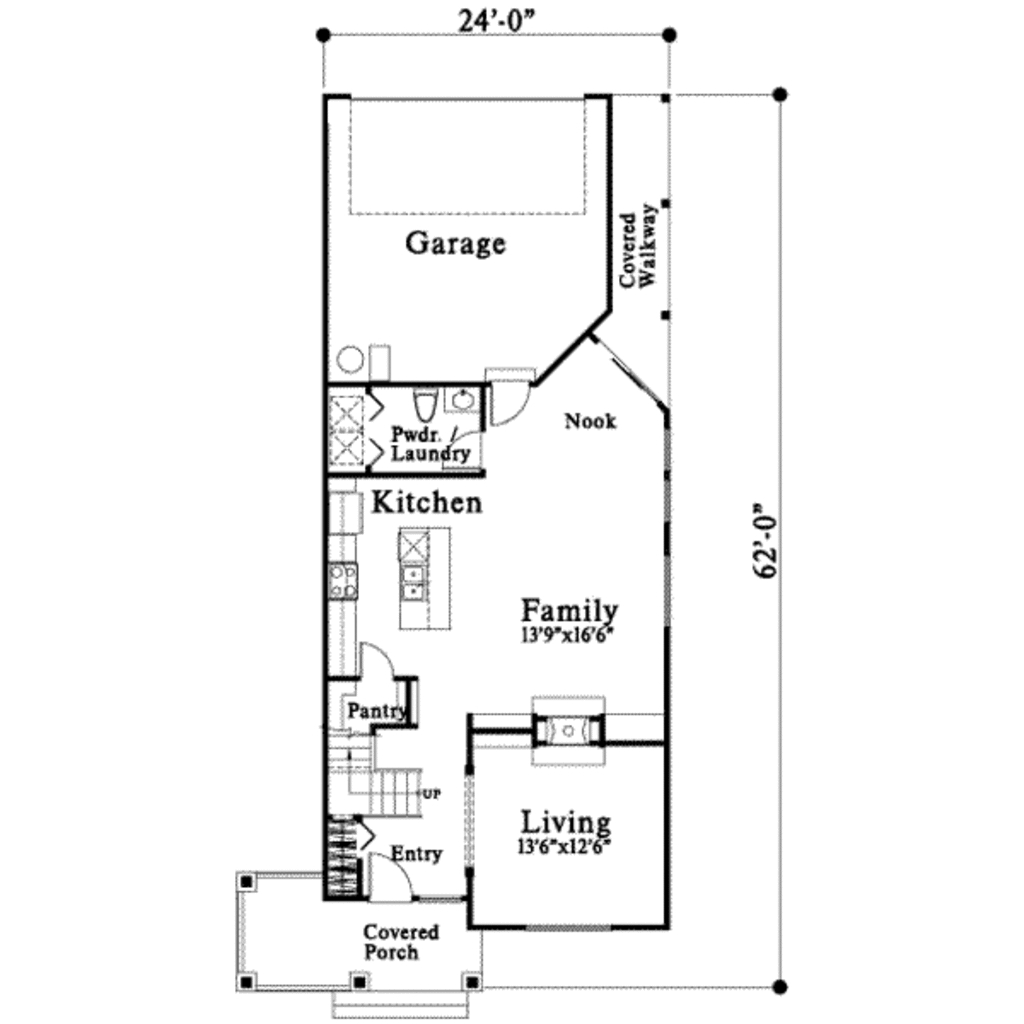 24'-0"
Garage
Covered
Walkway
Nook
Pwdr. /
Laundry
Kitchen
62'-0"
Family
13'9"x16'6"
Pantry
UP
Living
13'6"x12'6"
Entry
Covered
Porch